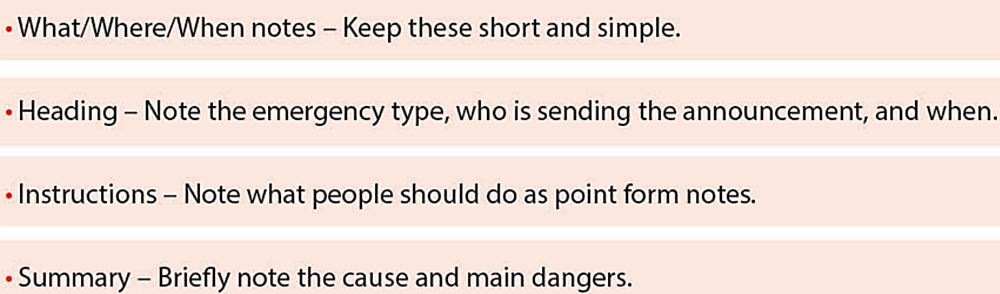 • What/Where/When notes – Keep these short and simple.
• Heading – Note the emergency type, who is sending the announcement, and when.
• Instructions – Note what people should do as point form notes.
• Summary – Briefly note the cause and main dangers.